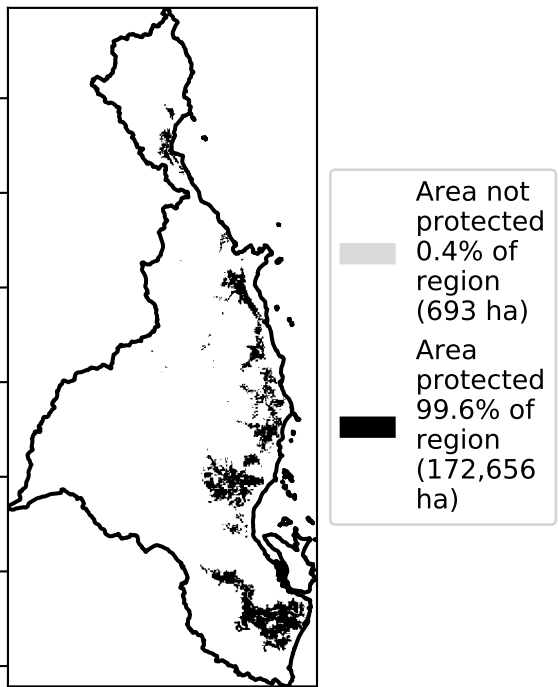 Area not
protected
0.4% of
region
(693 ha)
Area
protected
99.6% of
region
(172,656
ha)